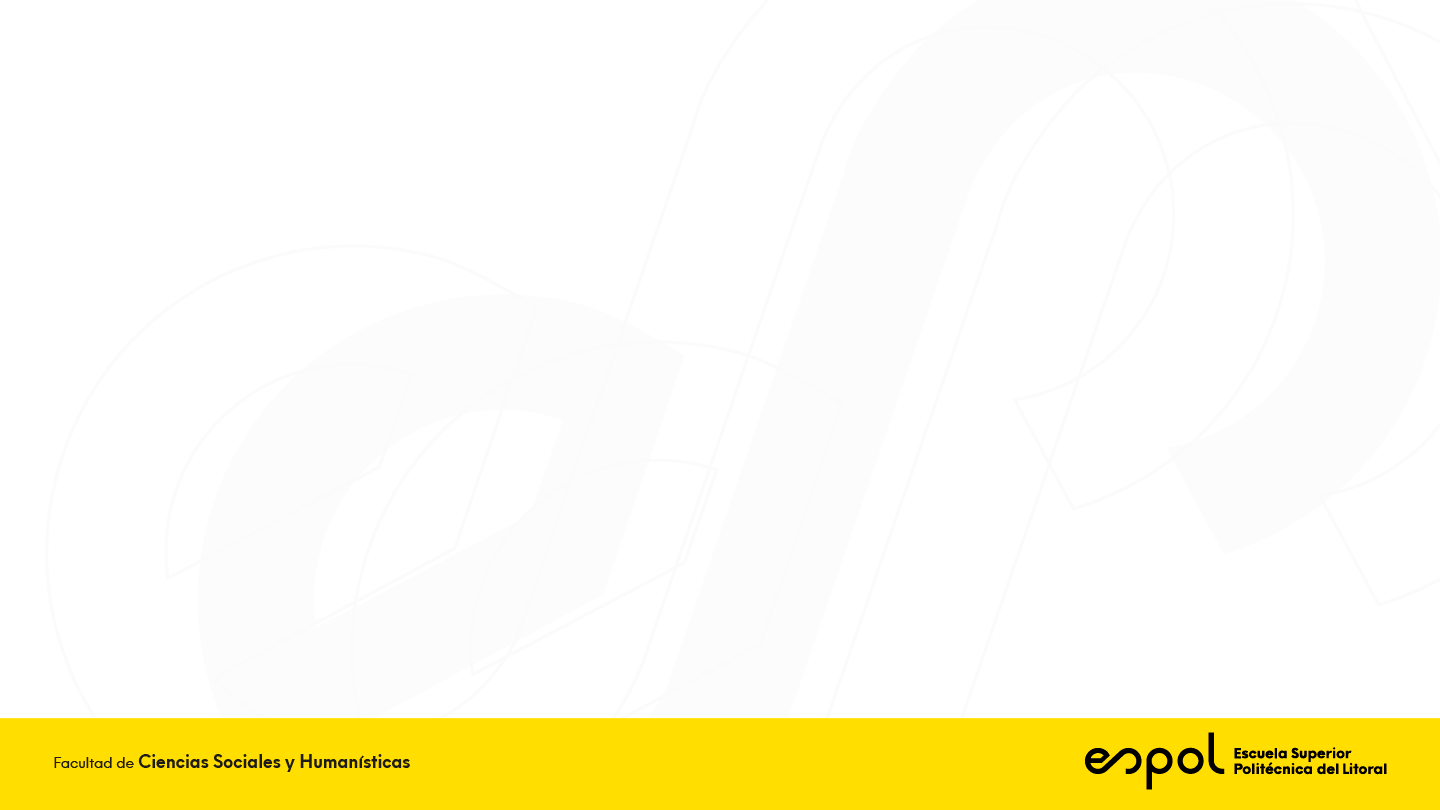 Facultad de Ciencias Sociales y Humanísticas
espol
Escuela Superior
Politécnica del Litoral